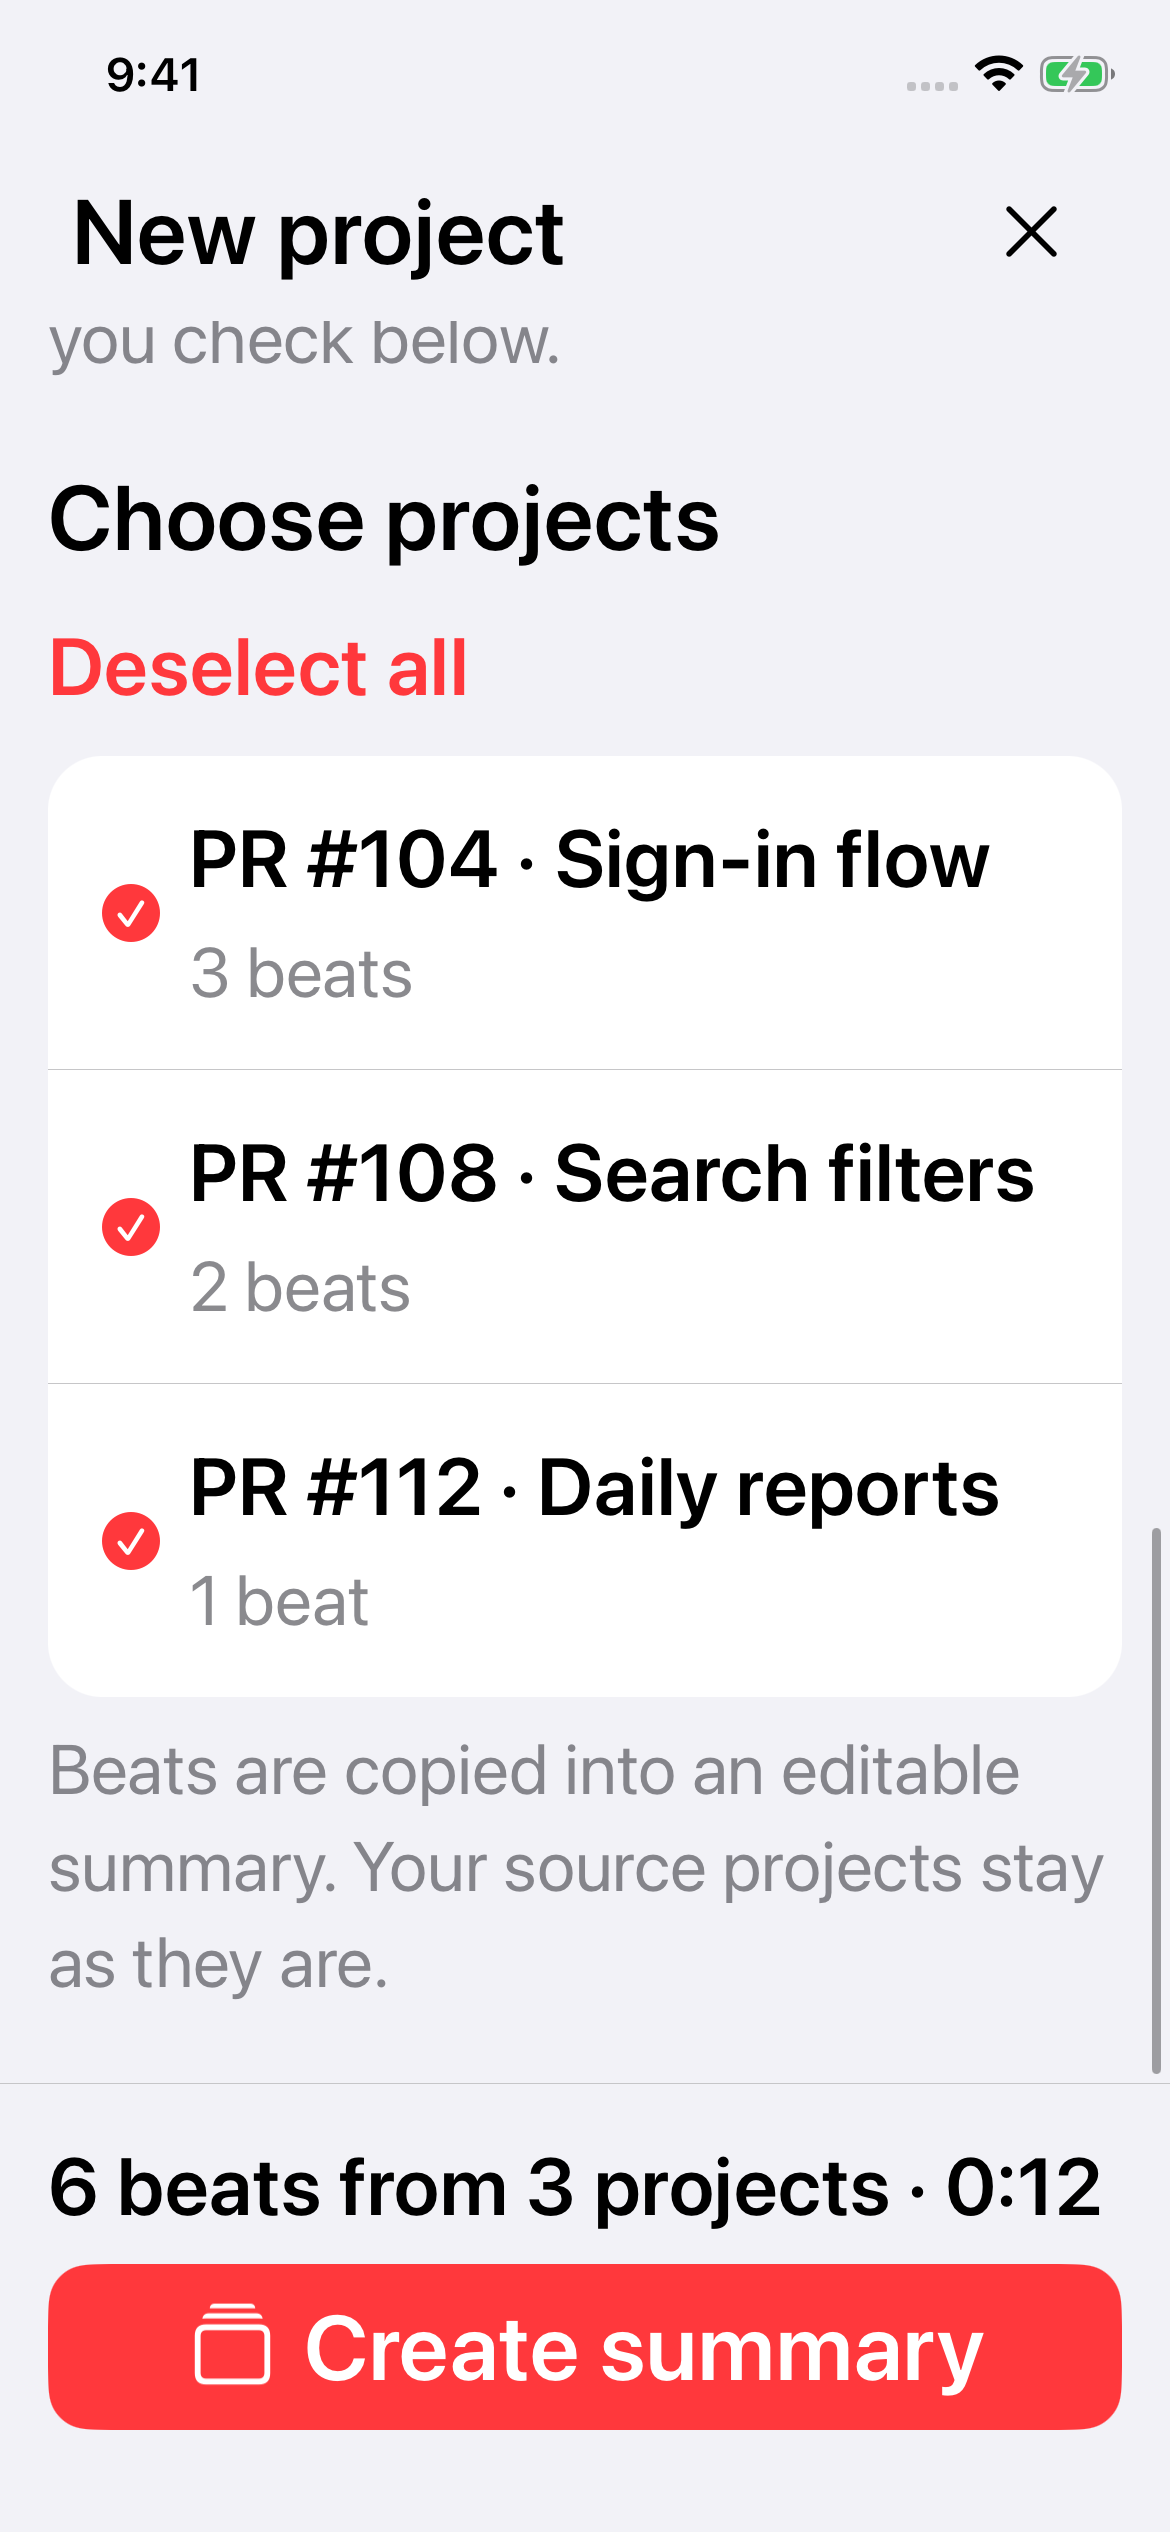 9:41
New project
you check below.
Choose projects
Deselect all
PR #104 · Sign-in flow
3 beats
PR #108 · Search filters
2 beats
PR #112 · Daily reports
1 beat
Beats are copied into an editable
summary. Your source projects stay
as they are.
6 beats from 3 projects · 0:12
Create summary